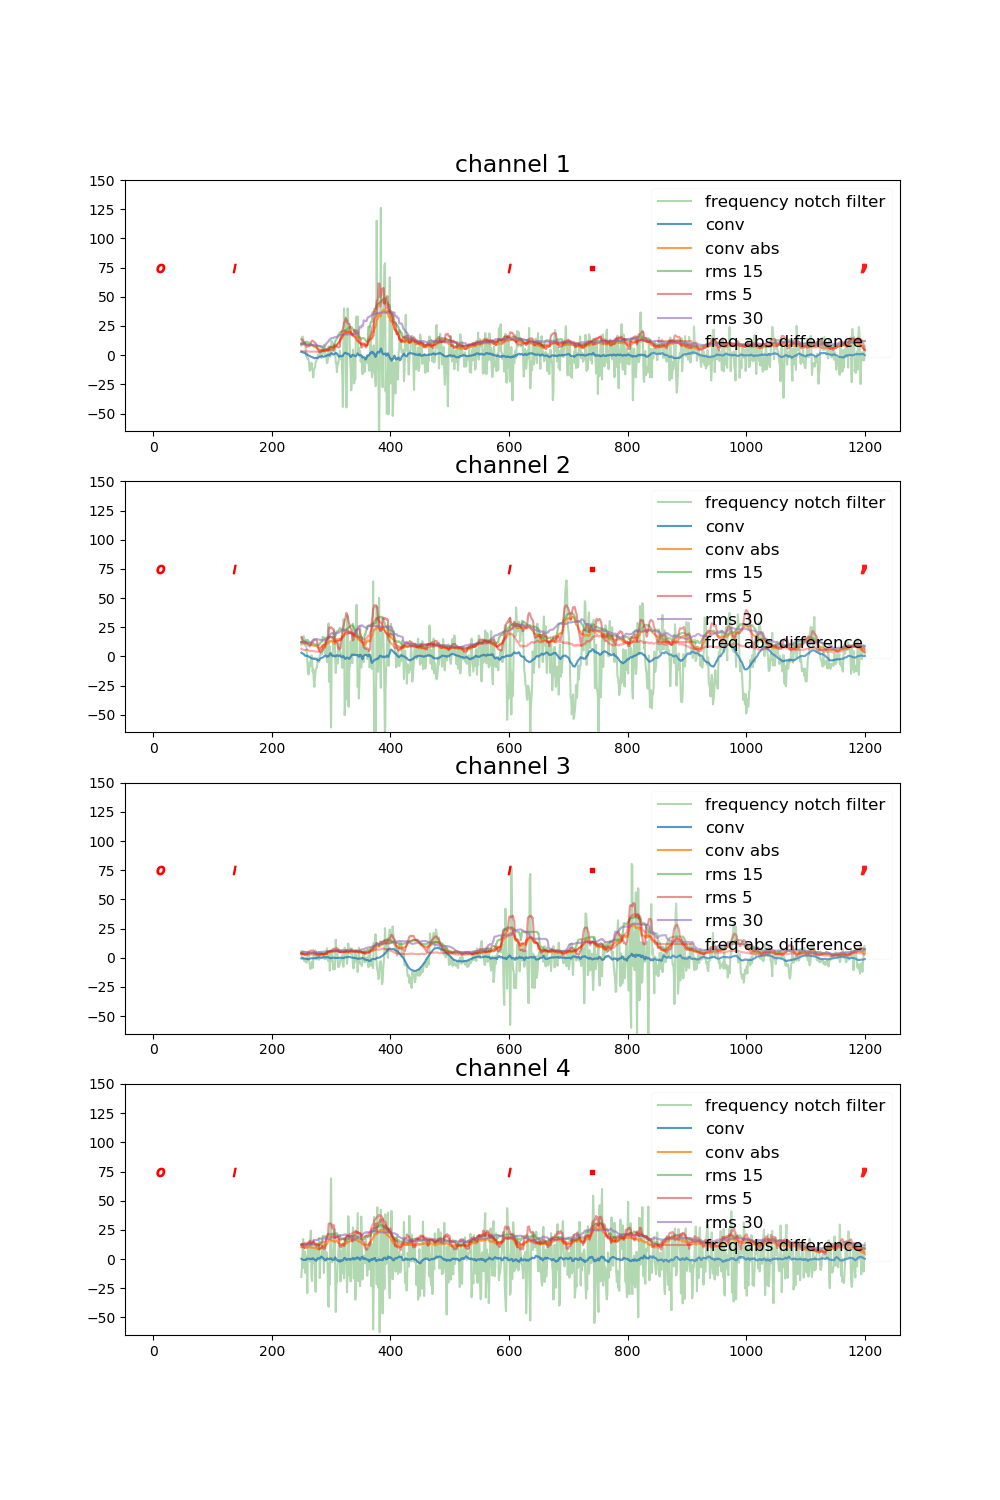 channel 1
150
125
100
75
50
25
0
−25
−50
frequency notch filter
conv
conv abs
rms 15
rms 5
rms 30
freq abs difference
0 200 400 600 800 1000 1200
channel 2
150
125
100
75
50
25
0
−25
−50
frequency notch filter
conv
conv abs
rms 15
rms 5
rms 30
freq abs difference
0 200 400 600 800 1000 1200
channel 3
150
125
100
75
50
25
0
−25
−50
frequency notch filter
conv
conv abs
rms 15
rms 5
rms 30
freq abs difference
0 200 400 600 800 1000 1200
channel 4
150
125
100
75
50
25
0
−25
−50
frequency notch filter
conv
conv abs
rms 15
rms 5
rms 30
freq abs difference
0 200 400 600 800 1000 1200